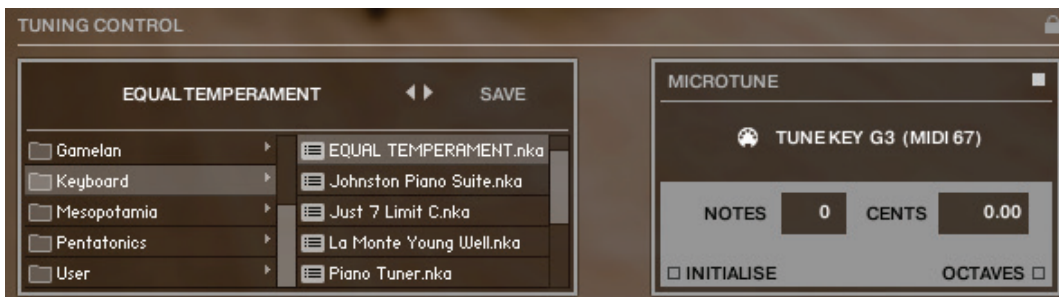 TUNING CONTROL
EQUAL TEMPERAMENT
SAVE
Gamelan
Keyboard
Mesopotamia
Pentatonics
User
EQUAL TEMPERAMENT.nka
Johnston Piano Suite.nka
Just 7 Limit C.nka
La Monte Young Well.nka
Piano Tuner.nka
MICROTUNE
TUNE KEY G3 (MIDI 67)
NOTES 0 CENTS 0.00
INITIALISE OCTAVES